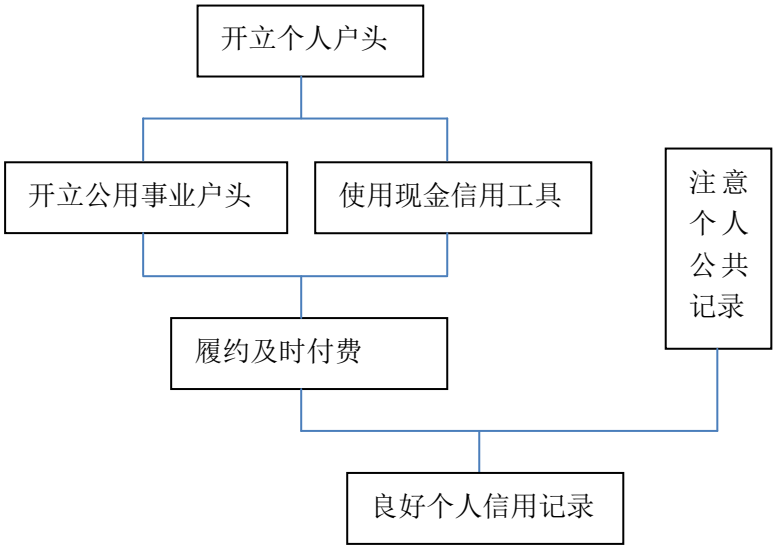 开立个人户头
开立公用事业户头
使用现金信用工具
注意
个人
公共
记录
履约及时付费
良好个人信用记录